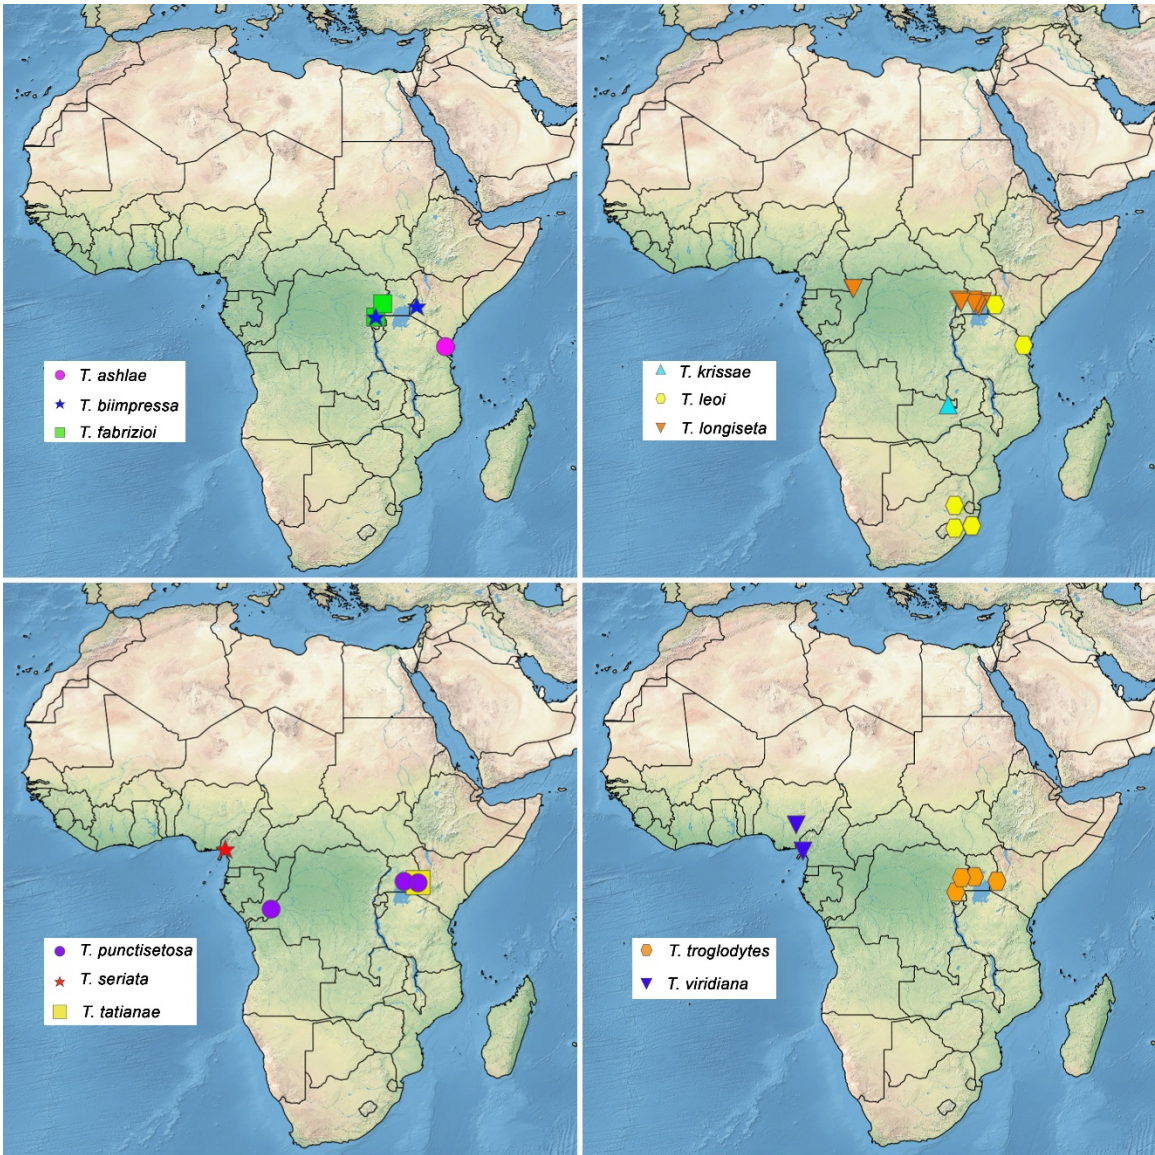 T. ashlae
T. biimpressa
T. fabrizioi
T. krissae
T. leoi
T. longiseta
T. punctisetosa
T. seriata
T. tatianae
T. troglodytes
T. viridiana